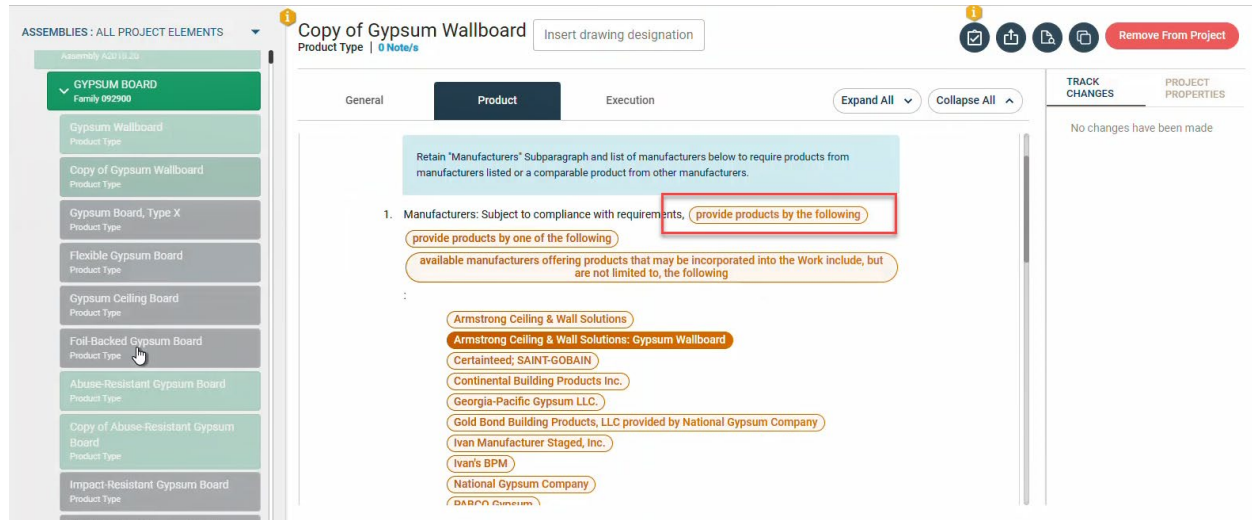 ASSEMBLIES : ALL PROJECT ELEMENTS
Assembly A2010.20
GYPSUM BOARD
Family 092900
Gypsum Wallboard
Product Type
Copy of Gypsum Wallboard
Product Type
Gypsum Board, Type X
Product Type
Flexible Gypsum Board
Product Type
Gypsum Ceiling Board
Product Type
Foil-Backed Gypsum Board
Product Type
Abuse-Resistant Gypsum Board
Product Type
Copy of Abuse-Resistant Gypsum
Board
Product Type
Impact-Resistant Gypsum Board
Product Type
Copy of Gypsum Wallboard
Product Type | 0 Note/s
Insert drawing designation
Remove From Project
General
Product
Execution
Expand All
Collapse All
Retain "Manufacturers" Subparagraph and list of manufacturers below to require products from
manufacturers listed or a comparable product from other manufacturers.
1. Manufacturers: Subject to compliance with requirements, provide products by the following
provide products by one of the following
available manufacturers offering products that may be incorporated into the Work include, but
are not limited to, the following
:
Armstrong Ceiling & Wall Solutions
Armstrong Ceiling & Wall Solutions: Gypsum Wallboard
Certainteed; SAINT-GOBAIN
Continental Building Products Inc.
Georgia-Pacific Gypsum LLC.
Gold Bond Building Products, LLC provided by National Gypsum Company
Ivan Manufacturer Staged, Inc.
Ivan's BPM
National Gypsum Company
PABCO Gypsum
TRACK
CHANGES
PROJECT
PROPERTIES
No changes have been made